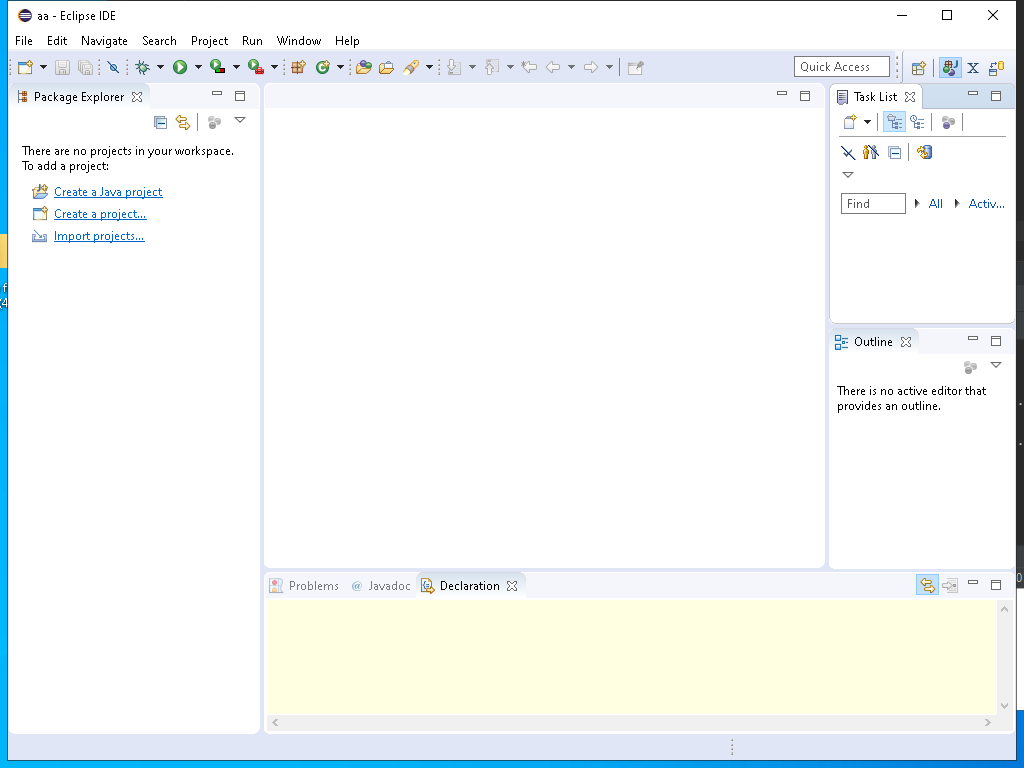 aa - Eclipse IDE
File Edit Navigate Search Project Run Window Help
Quick Access
Package Explorer
There are no projects in your workspace.
To add a project:
Create a Java project
Create a project...
Import projects...
Task List
Find
All
Activ...
Outline
There is no active editor that
provides an outline.
Problems @ Javadoc Declaration